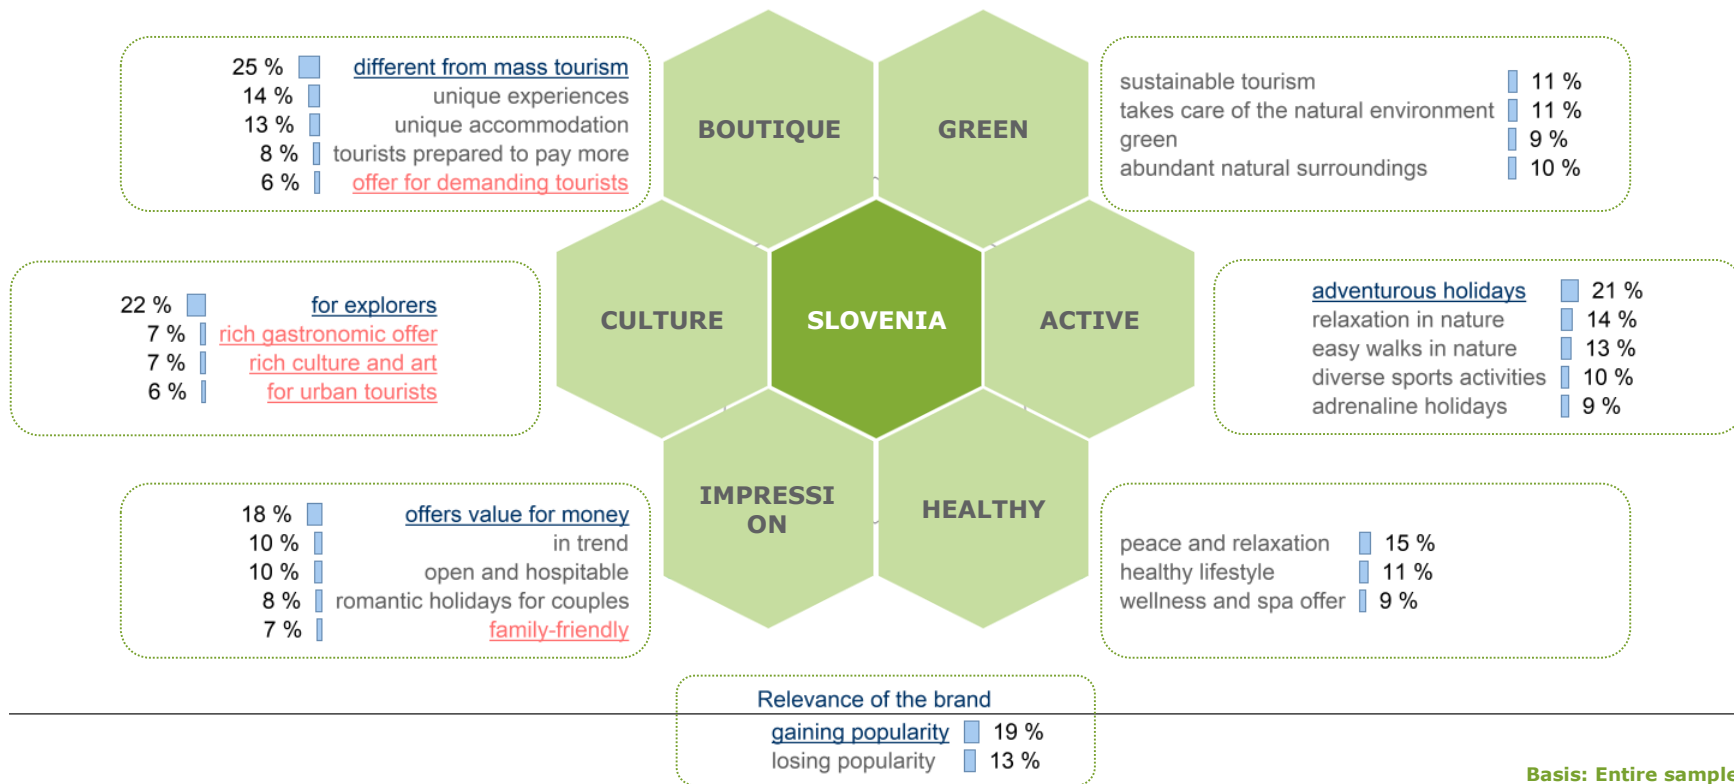 25 % different from mass tourism
14 % unique experiences
13 % unique accommodation
8 % tourists prepared to pay more
6 % offer for demanding tourists
BOUTIQUE
GREEN
sustainable tourism 11 %
takes care of the natural environment 11 %
green 9 %
abundant natural surroundings 10 %
22 % for explorers
7 % rich gastronomic offer
7 % rich culture and art
6 % for urban tourists
CULTURE
SLOVENIA
ACTIVE
adventurous holidays 21 %
relaxation in nature 14 %
easy walks in nature 13 %
diverse sports activities 10 %
adrenaline holidays 9 %
18 % offers value for money
10 % in trend
10 % open and hospitable
8 % romantic holidays for couples
7 % family-friendly
IMPRESSI
ON
HEALTHY
peace and relaxation 15 %
healthy lifestyle 11 %
wellness and spa offer 9 %
Relevance of the brand
gaining popularity 19 %
losing popularity 13 %
Basis: Entire sample